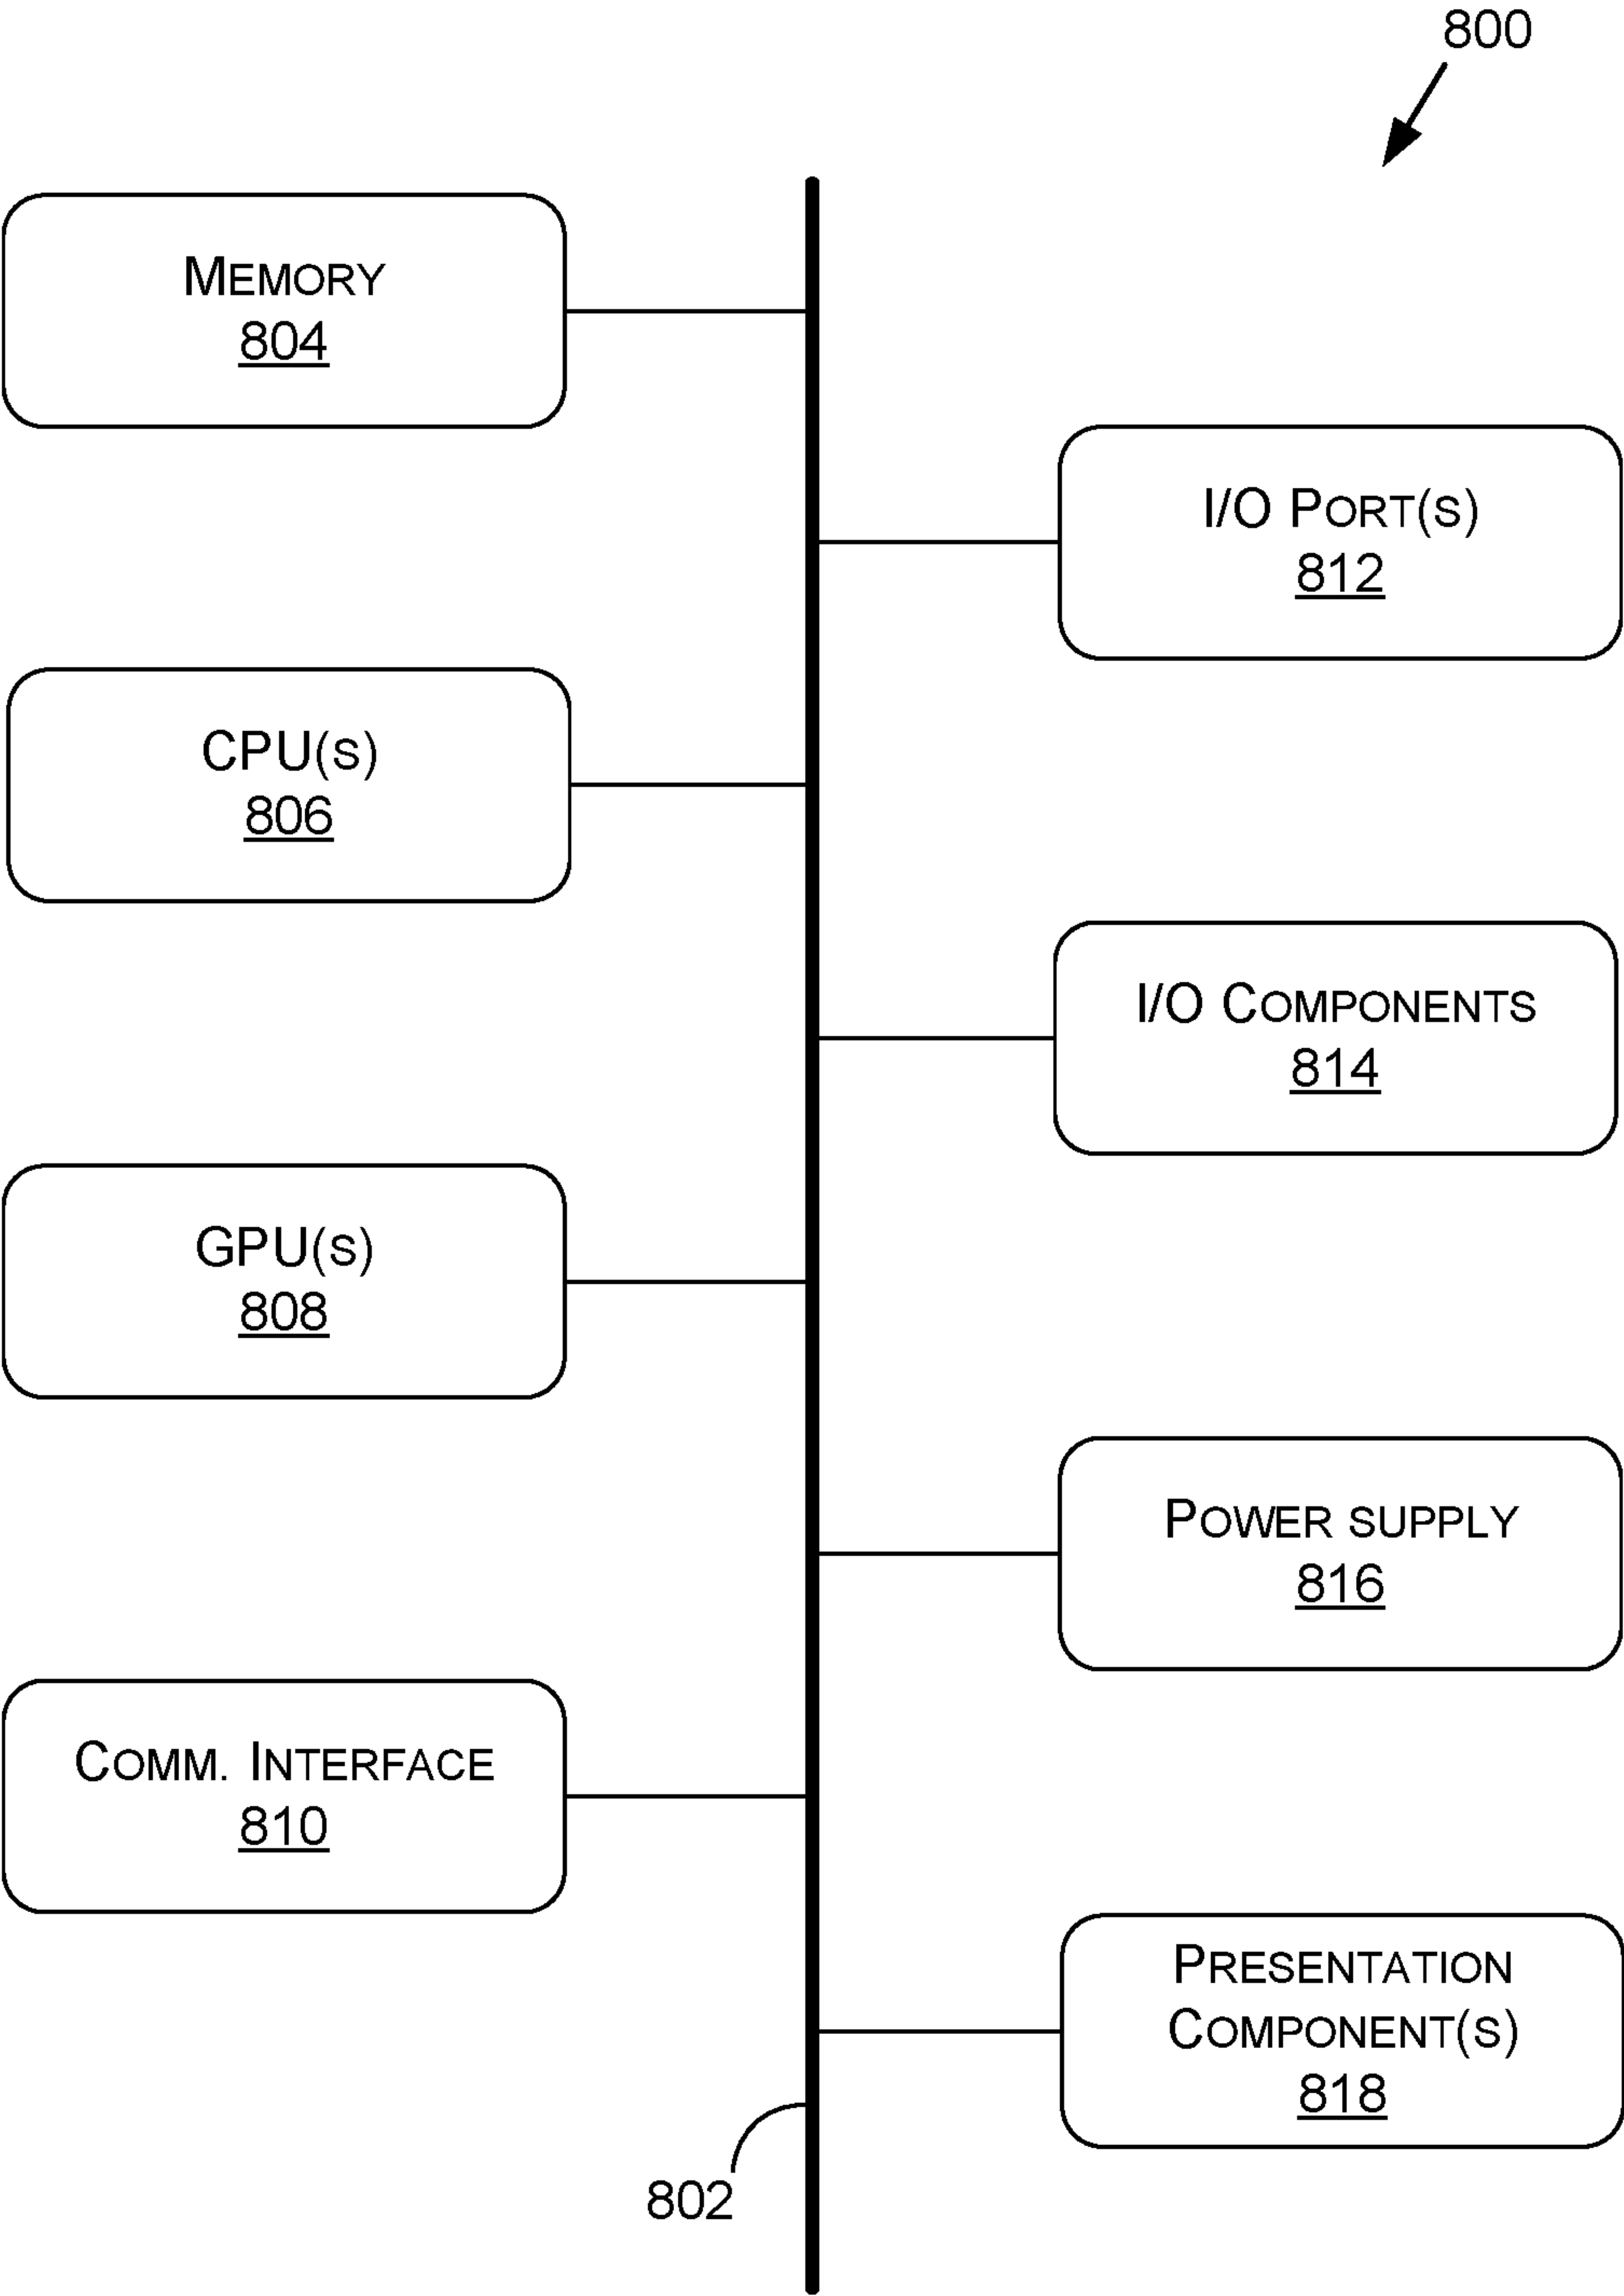 800
MEMORY
804
I/O PORT(S)
812
CPU(S)
806
I/O COMPONENTS
814
GPU(S)
808
POWER SUPPLY
816
COMM. INTERFACE
810
PRESENTATION
COMPONENT(S)
818
802